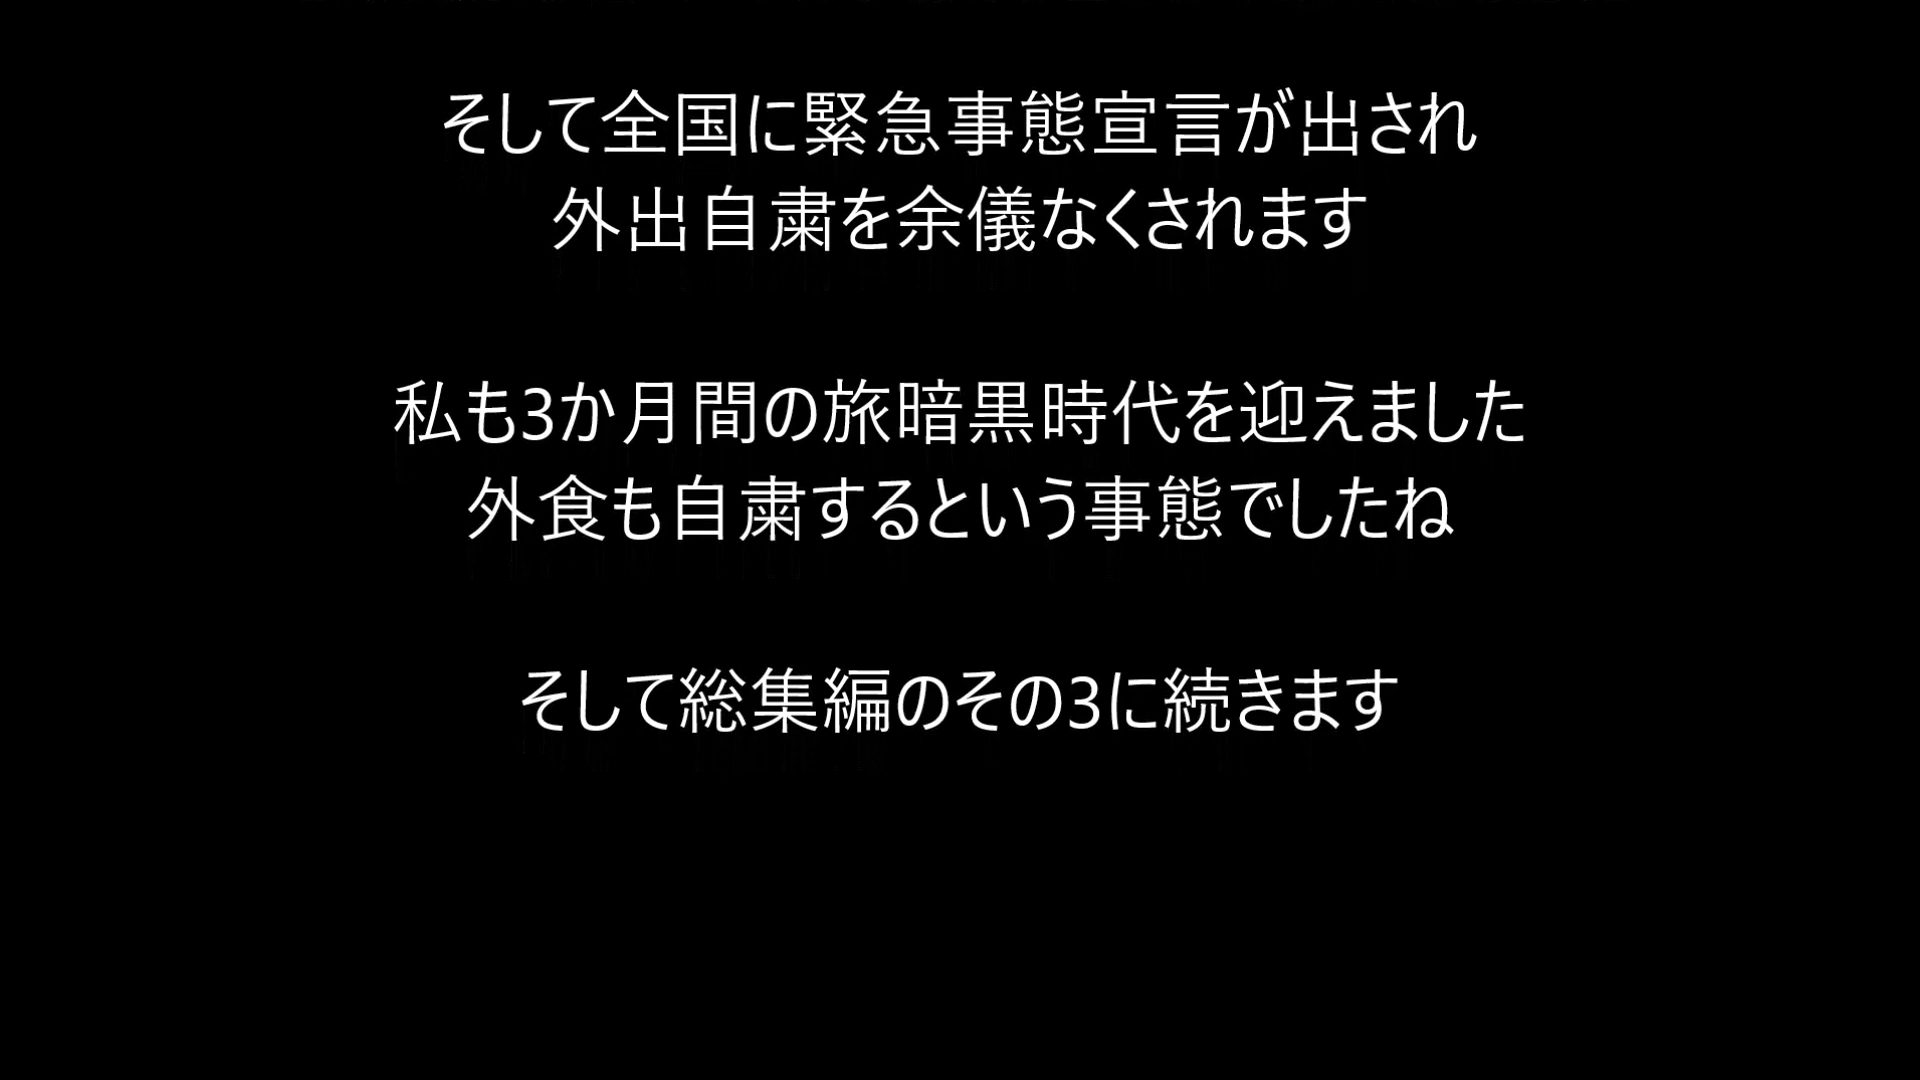 そして全国に緊急事態宣言が出され
外出自粛を余儀なくされます
私も3か月間の旅暗黒時代を迎えました
外食も自粛するという事態でしたね
そして総集編のその3に続きます